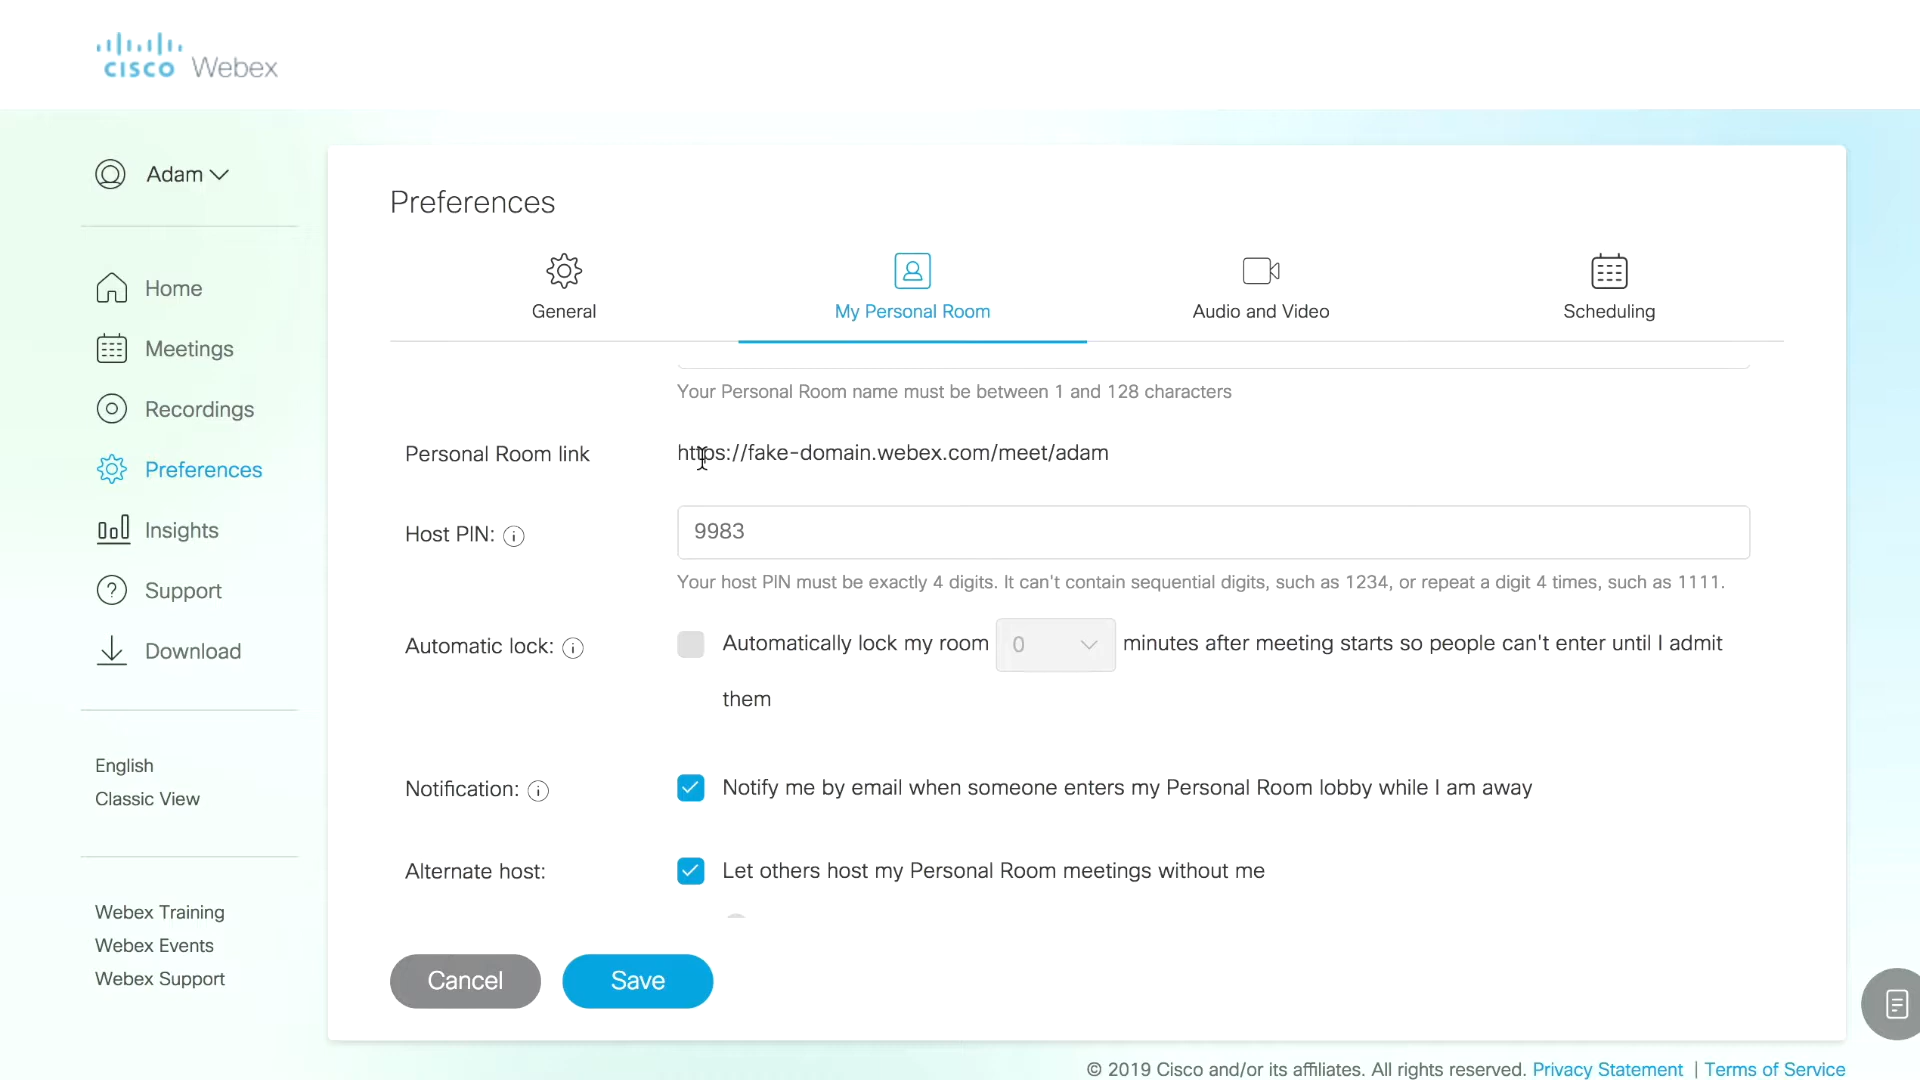 CISCO Webex
Adam
Home
Meetings
Recordings
Preferences
Insights
Support
Download
English
Classic View
Webex Training
Webex Events
Webex Support
Preferences
General
My Personal Room
Audio and Video
Scheduling
Your Personal Room name must be between 1 and 128 characters
Personal Room link
https://fake-domain.webex.com/meet/adam
Host PIN:
9983
Your host PIN must be exactly 4 digits. It can't contain sequential digits, such as 1234, or repeat a digit 4 times, such as 1111.
Automatic lock:
Automatically lock my room 0 minutes after meeting starts so people can't enter until I admit
them
Notification:
Notify me by email when someone enters my Personal Room lobby while I am away
Alternate host:
Let others host my Personal Room meetings without me
Cancel
Save
© 2019 Cisco and/or its affiliates. All rights reserved. Privacy Statement | Terms of Service